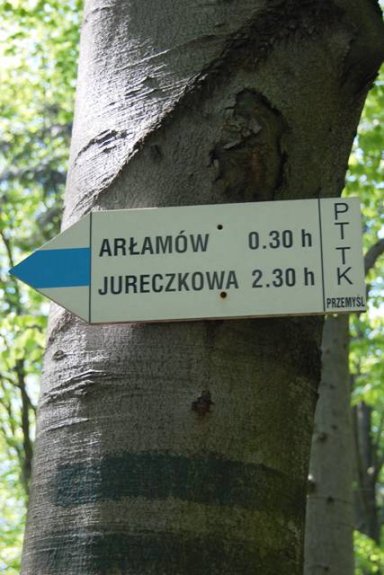 ARŁAMÓW 0.30 h
JURECZKOWA 2.30 h
PTTK
PRZEMYŚL